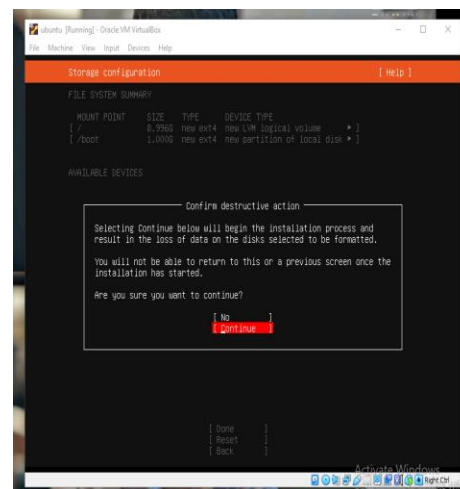 ubuntu [Running] - Oracle VM VirtualBox
File Machine View Input Devices Help
Storage configuration [ Help ]
FILE SYSTEM SUMMARY
MOUNT POINT SIZE TYPE DEVICE TYPE
[ / 8.996G new ext4 new LVM logical volume ▸ ]
[ /boot 1.000G new ext4 new partition of local disk ▸ ]
AVAILABLE DEVICES
Confirm destructive action
Selecting Continue below will begin the installation process and
result in the loss of data on the disks selected to be formatted.
You will not be able to return to this or a previous screen once the
installation has started.
Are you sure you want to continue?
[ No ]
[ Continue ]
[ Done ]
[ Reset ]
[ Back ]
Activate Windows
Right Ctrl